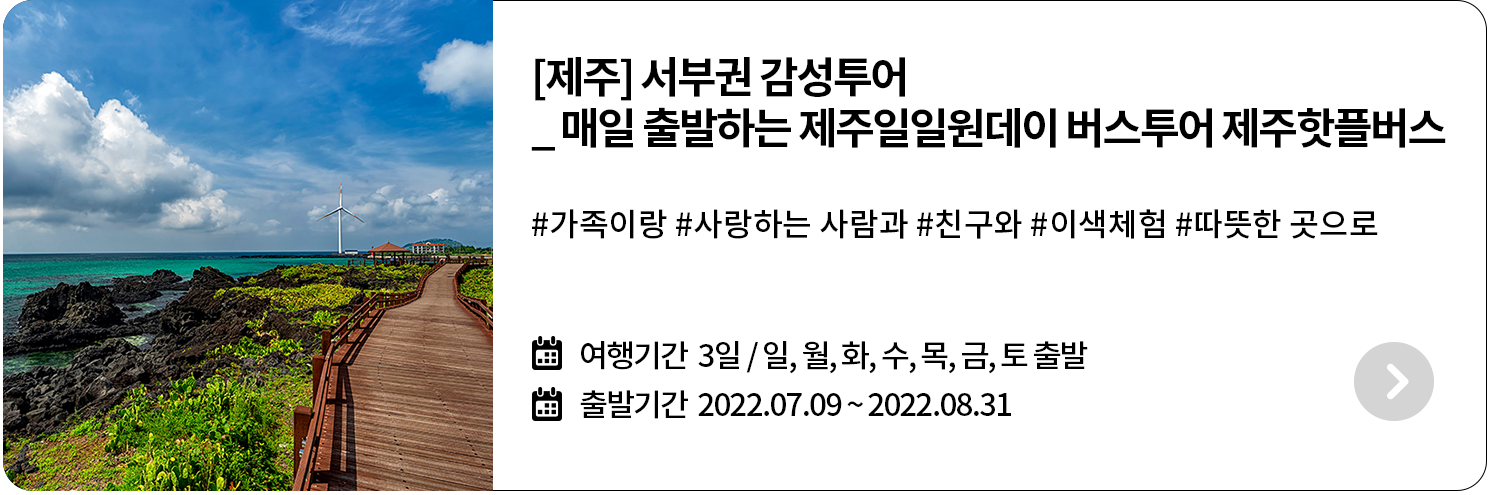 [제주] 서부권 감성투어
_ 매일 출발하는 제주일일원데이 버스투어 제주핫플버스
#가족이랑 #사랑하는 사람과 #친구와 #이색체험 #따뜻한 곳으로
여행기간 3일 / 일, 월, 화, 수, 목, 금, 토 출발
출발기간 2022.07.09 ~ 2022.08.31